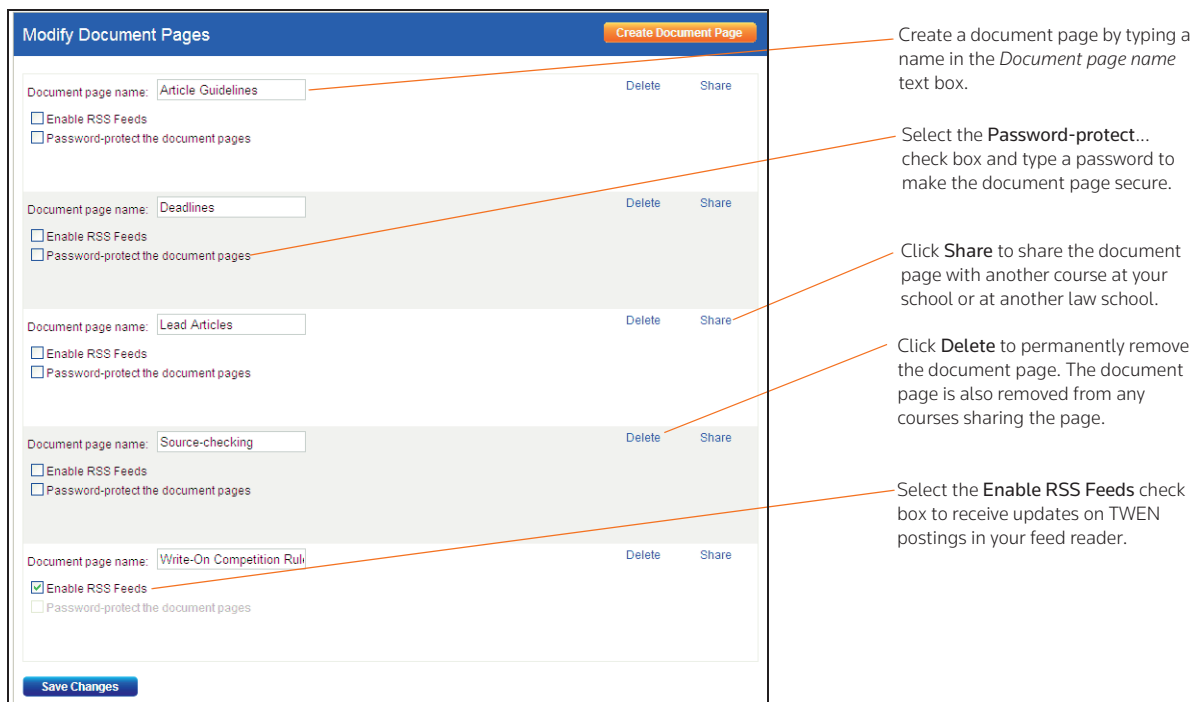 Modify Document Pages
Create Document Page
Document page name: Article Guidelines
Delete Share
Enable RSS Feeds
Password-protect the document pages
Document page name: Deadlines
Delete Share
Enable RSS Feeds
Password-protect the document pages
Document page name: Lead Articles
Delete Share
Enable RSS Feeds
Password-protect the document pages
Document page name: Source-checking
Delete Share
Enable RSS Feeds
Password-protect the document pages
Document page name: Write-On Competition Rul
Delete Share
Enable RSS Feeds
Password-protect the document pages
Save Changes
Create a document page by typing a
name in the Document page name
text box.
Select the Password-protect...
check box and type a password to
make the document page secure.
Click Share to share the document
page with another course at your
school or at another law school.
Click Delete to permanently remove
the document page. The document
page is also removed from any
courses sharing the page.
Select the Enable RSS Feeds check
box to receive updates on TWEN
postings in your feed reader.